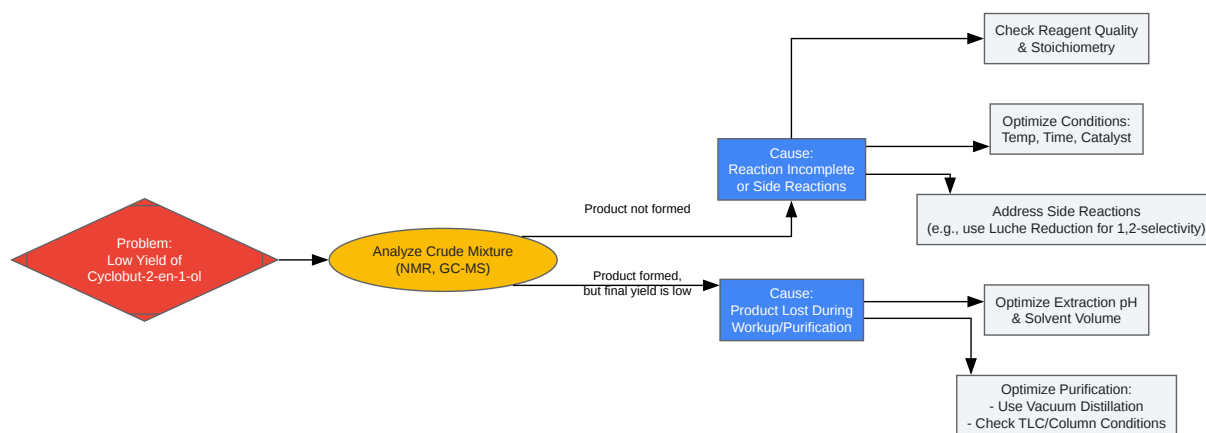 Problem:
Low Yield of
Cyclobut-2-en-1-ol
Analyze Crude Mixture
(NMR, GC-MS)
Product not formed
Product formed,
but final yield is low
Cause:
Reaction Incomplete
or Side Reactions
Cause:
Product Lost During
Workup/Purification
Check Reagent Quality
& Stoichiometry
Optimize Conditions:
Temp, Time, Catalyst
Address Side Reactions
(e.g., use Luche Reduction for 1,2-selectivity)
Optimize Extraction pH
& Solvent Volume
Optimize Purification:
- Use Vacuum Distillation
- Check TLC/Column Conditions